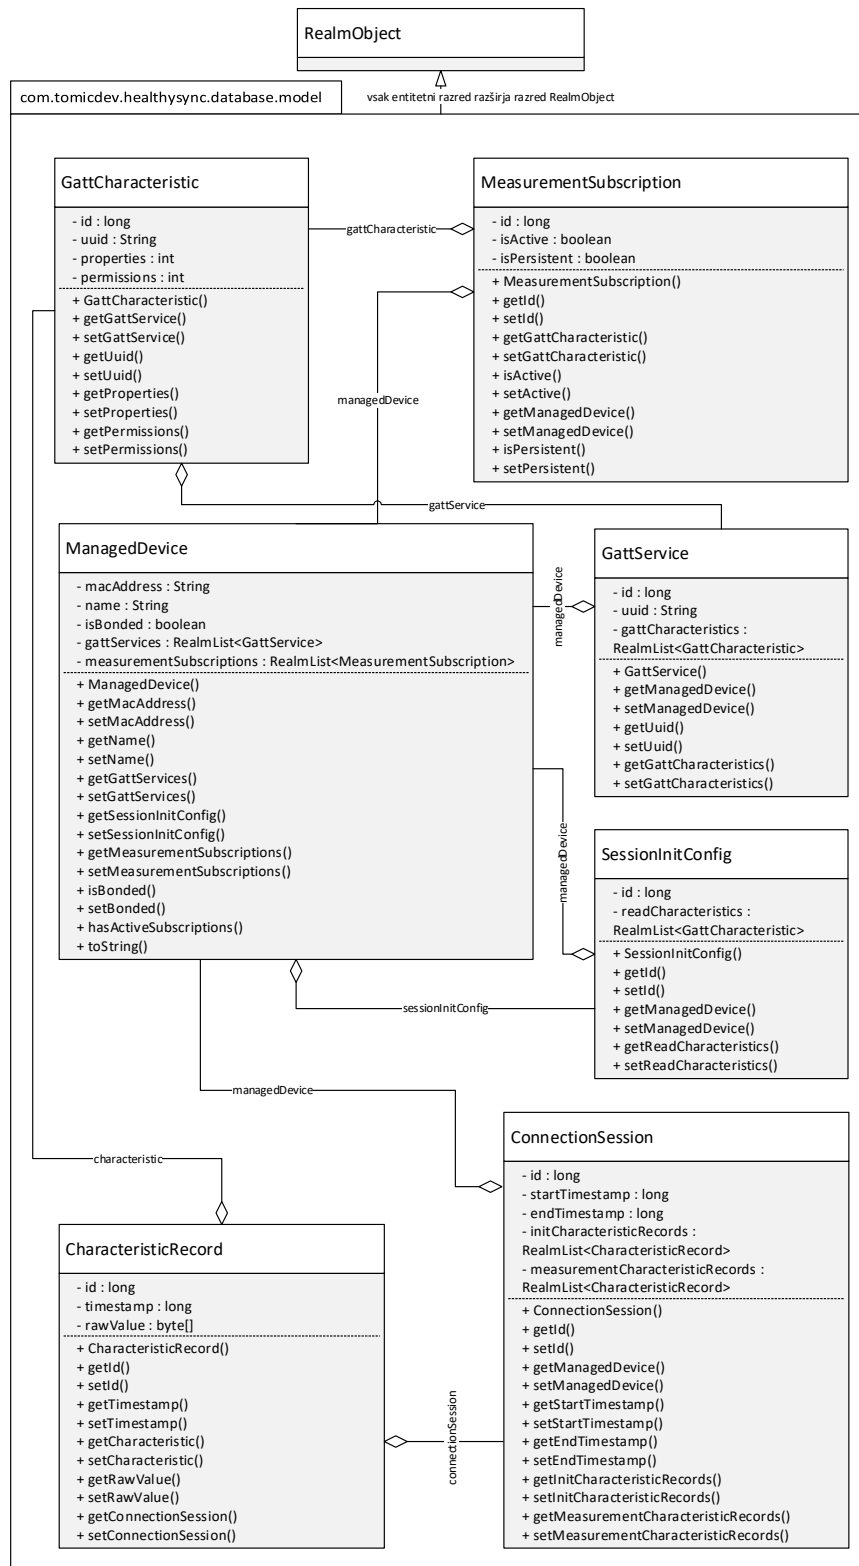 RealmObject
com.tomicdev.healthysync.database.model
vsak entitetni razred razširja razred RealmObject
GattCharacteristic
- id : long
- uuid : String
- properties : int
- permissions : int
+ GattCharacteristic()
+ getGattService()
+ setGattService()
+ getUuid()
+ setUuid()
+ getProperties()
+ setProperties()
+ getPermissions()
+ setPermissions()
gattCharacteristic
MeasurementSubscription
- id : long
- isActive : boolean
- isPersistent : boolean
+ MeasurementSubscription()
+ getId()
+ setId()
+ getGattCharacteristic()
+ setGattCharacteristic()
+ isActive()
+ setActive()
+ getManagedDevice()
+ setManagedDevice()
+ isPersistent()
+ setPersistent()
managedDevice
gattService
ManagedDevice
- macAddress : String
- name : String
- isBonded : boolean
- gattServices : RealmList<GattService>
- measurementSubscriptions : RealmList<MeasurementSubscription>
+ ManagedDevice()
+ getMacAddress()
+ setMacAddress()
+ getName()
+ setName()
+ getGattServices()
+ setGattServices()
+ getSessionInitConfig()
+ setSessionInitConfig()
+ getMeasurementSubscriptions()
+ setMeasurementSubscriptions()
+ isBonded()
+ setBonded()
+ hasActiveSubscriptions()
+ toString()
managedDevice
GattService
- id : long
- uuid : String
- gattCharacteristics :
RealmList<GattCharacteristic>
+ GattService()
+ getManagedDevice()
+ setManagedDevice()
+ getUuid()
+ setUuid()
+ getGattCharacteristics()
+ setGattCharacteristics()
managedDevice
SessionInitConfig
- id : long
- readCharacteristics :
RealmList<GattCharacteristic>
+ SessionInitConfig()
+ getId()
+ setId()
+ getManagedDevice()
+ setManagedDevice()
+ getReadCharacteristics()
+ setReadCharacteristics()
sessionInitConfig
managedDevice
characteristic
ConnectionSession
- id : long
- startTimestamp : long
- endTimestamp : long
- initCharacteristicRecords :
RealmList<CharacteristicRecord>
- measurementCharacteristicRecords :
RealmList<CharacteristicRecord>
+ ConnectionSession()
+ getId()
+ setId()
+ getManagedDevice()
+ setManagedDevice()
+ getStartTimestamp()
+ setStartTimestamp()
+ getEndTimestamp()
+ setEndTimestamp()
+ getInitCharacteristicRecords()
+ setInitCharacteristicRecords()
+ getMeasurementCharacteristicRecords()
+ setMeasurementCharacteristicRecords()
CharacteristicRecord
- id : long
- timestamp : long
- rawValue : byte[]
+ CharacteristicRecord()
+ getId()
+ setId()
+ getTimestamp()
+ setTimestamp()
+ getCharacteristic()
+ setCharacteristic()
+ getRawValue()
+ setRawValue()
+ getConnectionSession()
+ setConnectionSession()
connectionSession